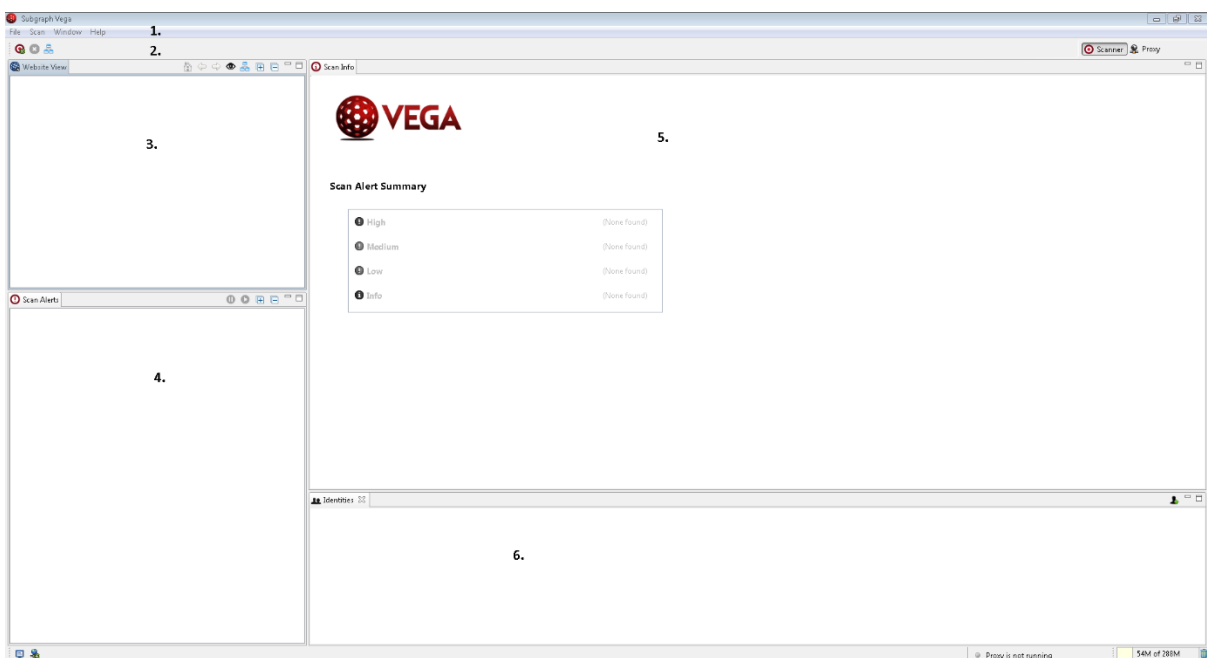 Subgraph Vega
File Scan Window Help 1.
2. Scanner Proxy
Website View
3.
Scan Info
VEGA
5.
Scan Alert Summary
High (None found)
Medium (None found)
Low (None found)
Info (None found)
Scan Alerts
4.
Identities
6.
Proxy is not running 54M of 288M